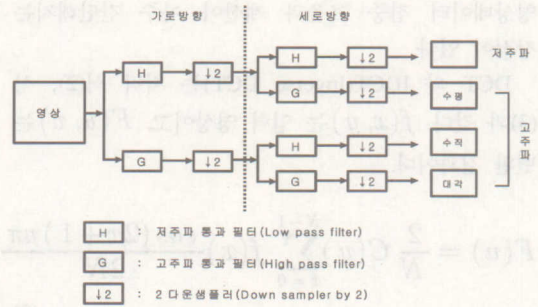 가로방향 세로방향
H ↓2 H ↓2 저주파
G ↓2 수평
영상
G ↓2 H ↓2 수직 고주파
G ↓2 대각
H : 저주파 통과 필터(Low pass filter)
G : 고주파 통과 필터(High pass filter)
↓2 : 2 다운샘플러(Down sampler by 2)